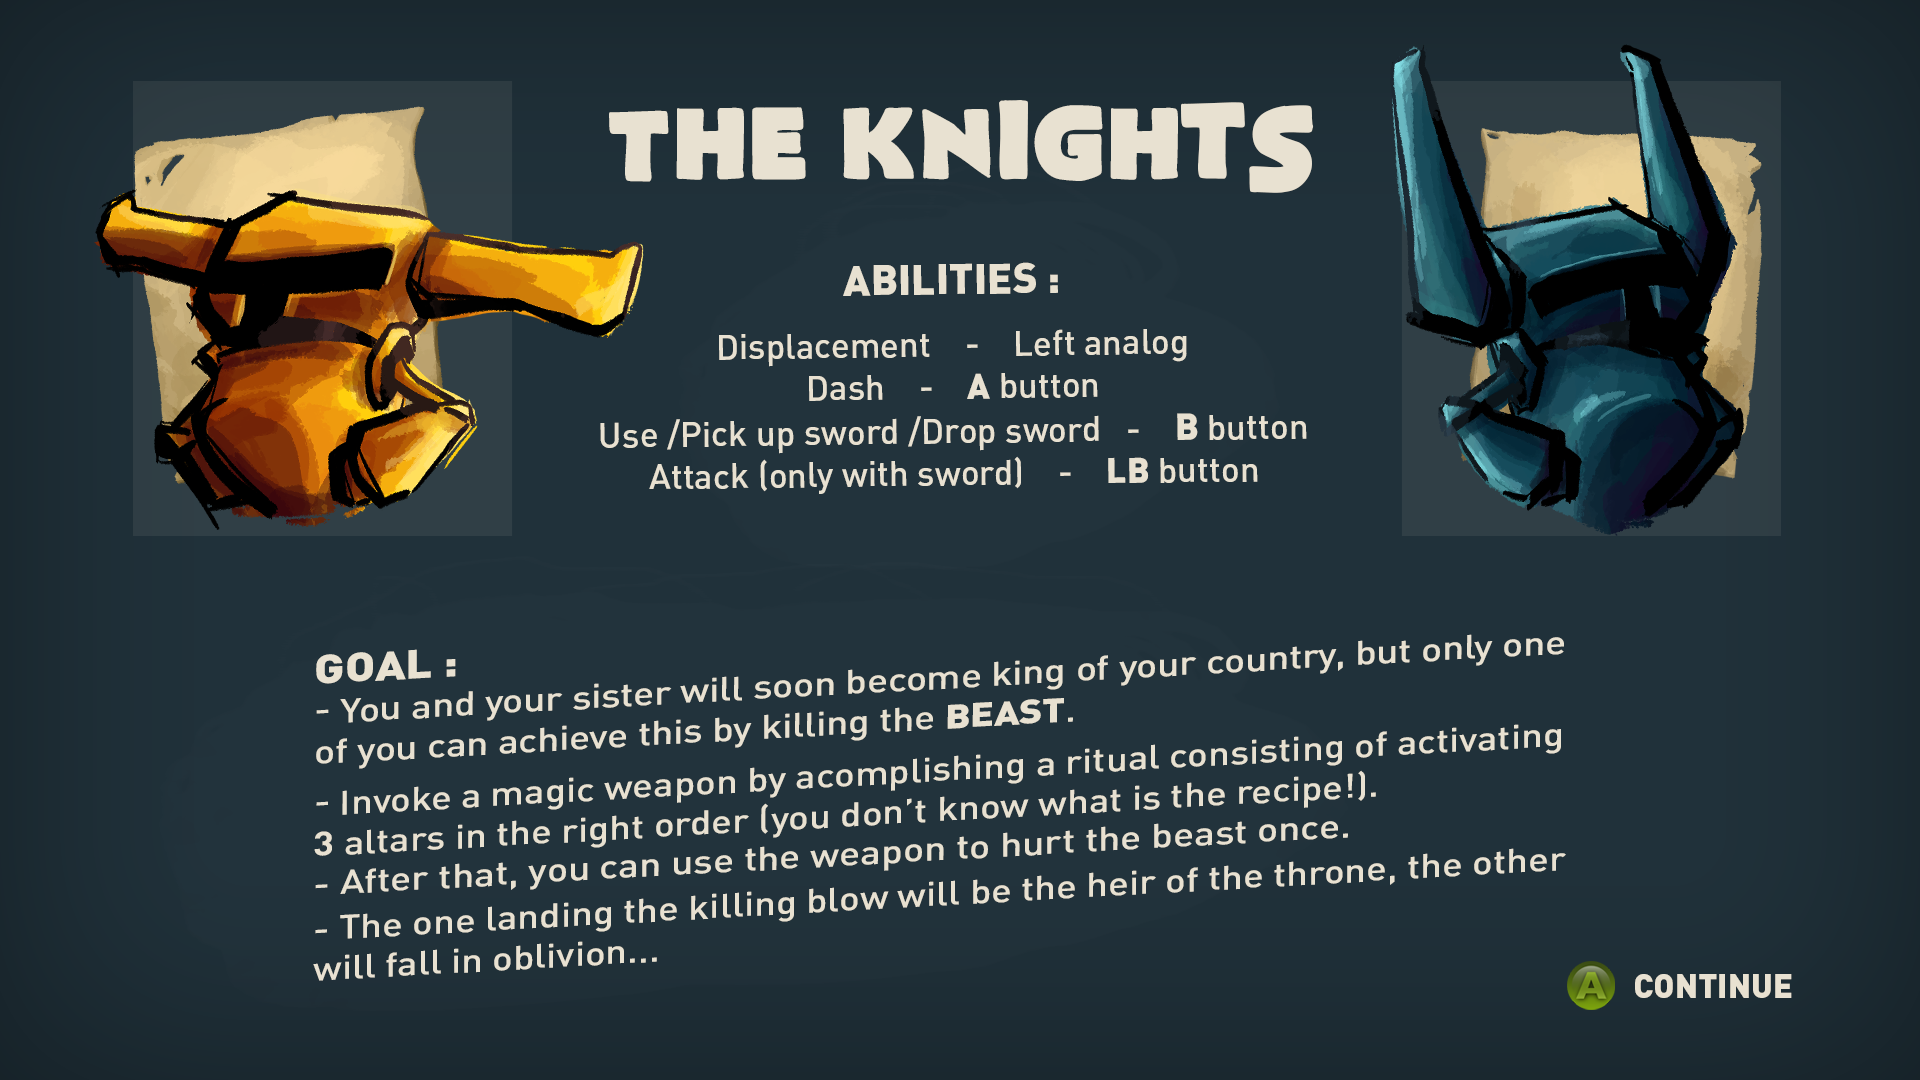 THE KNIGHTS
ABILITIES :
Displacement - Left analog
Dash - A button
Use /Pick up sword /Drop sword - B button
Attack (only with sword) - LB button
GOAL :
- You and your sister will soon become king of your country, but only one
of you can achieve this by killing the BEAST.
- Invoke a magic weapon by acomplishing a ritual consisting of activating
3 altars in the right order (you don't know what is the recipe!).
- After that, you can use the weapon to hurt the beast once.
- The one landing the killing blow will be the heir of the throne, the other
will fall in oblivion...
A CONTINUE